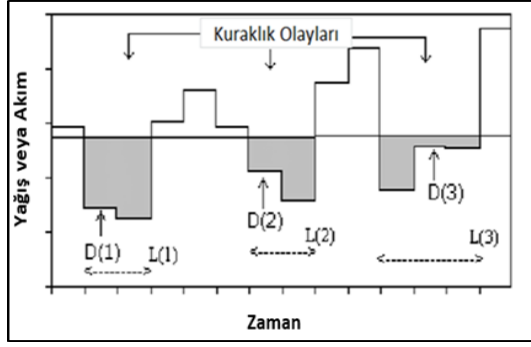 Kuraklık Olayları
Yağış veya Akım
D(1)
L(1)
D(2)
L(2)
D(3)
L(3)
Zaman